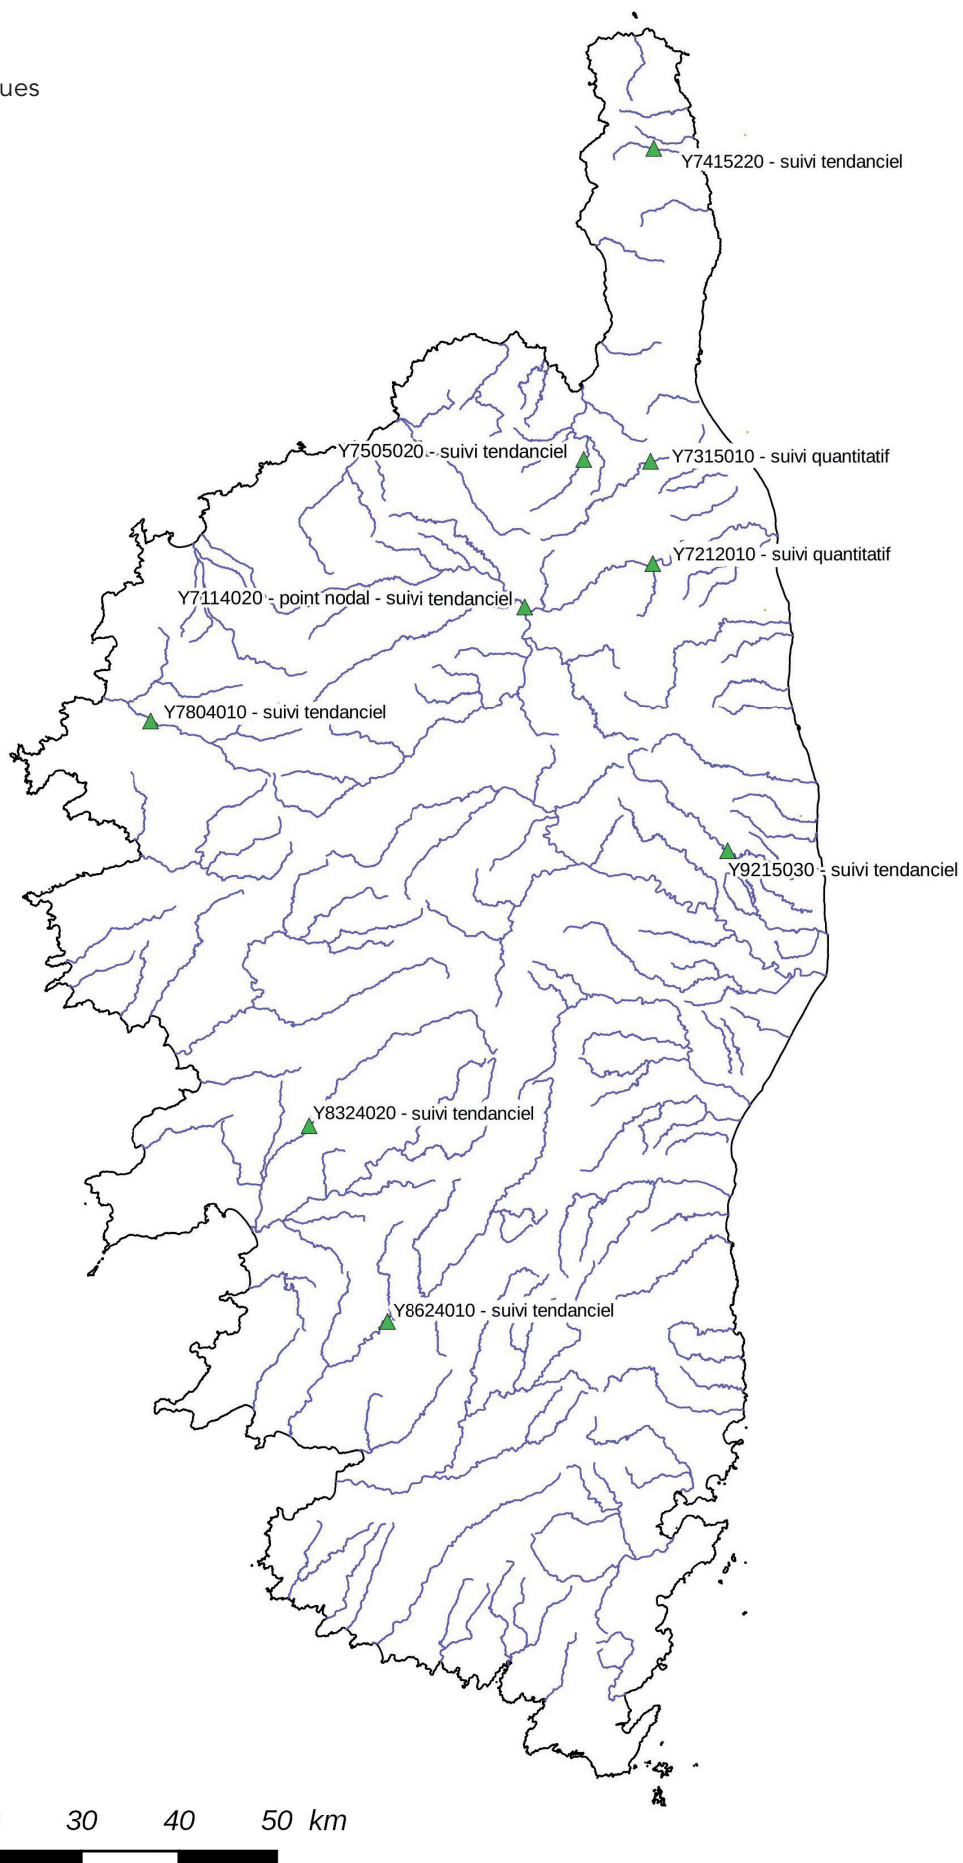 ues
Y7415220 - suivi tendanciel
Y7505020 - suivi tendanciel
Y7315010 - suivi quantitatif
Y7212010 - suivi quantitatif
Y7114020 - point nodal - suivi tendanciel
Y7804010 - suivi tendanciel
Y9215030 - suivi tendanciel
Y8324020 - suivi tendanciel
Y8624010 - suivi tendanciel
30 40 50 km